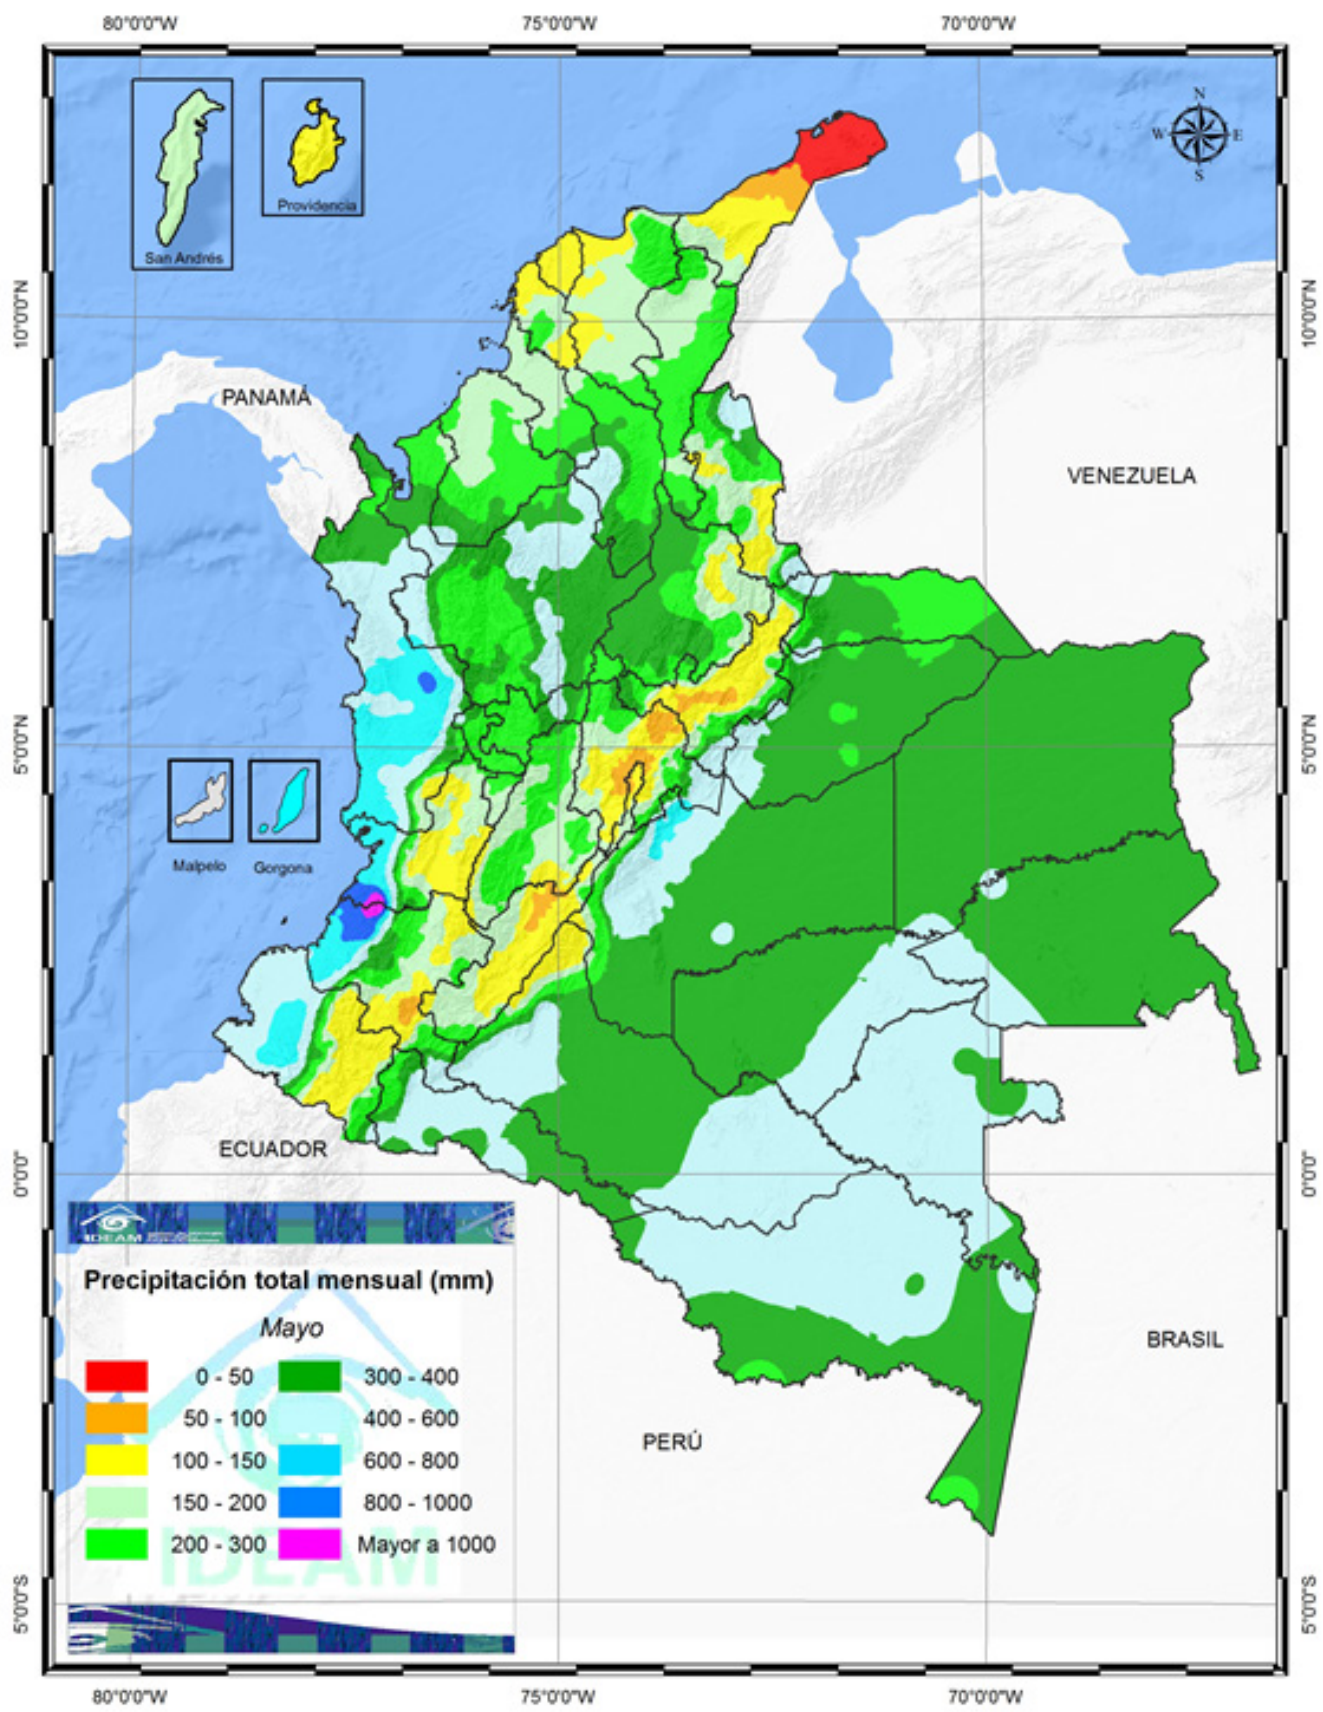 80°0'0"W 75°0'0"W 70°0'0"W
N
W E
S
Providencia
San Andrés
10°0'0"N 10°0'0"N
PANAMÁ
VENEZUELA
5°0'0"N 5°0'0"N
Malpelo Gorgona
ECUADOR
0°0'0" 0°0'0"
IDEAM
Precipitación total mensual (mm)
Mayo
0 - 50 300 - 400
50 - 100 400 - 600
100 - 150 600 - 800
150 - 200 800 - 1000
200 - 300 Mayor a 1000
IDEAM
BRASIL
PERÚ
5°0'0"S 5°0'0"S
80°0'0"W 75°0'0"W 70°0'0"W